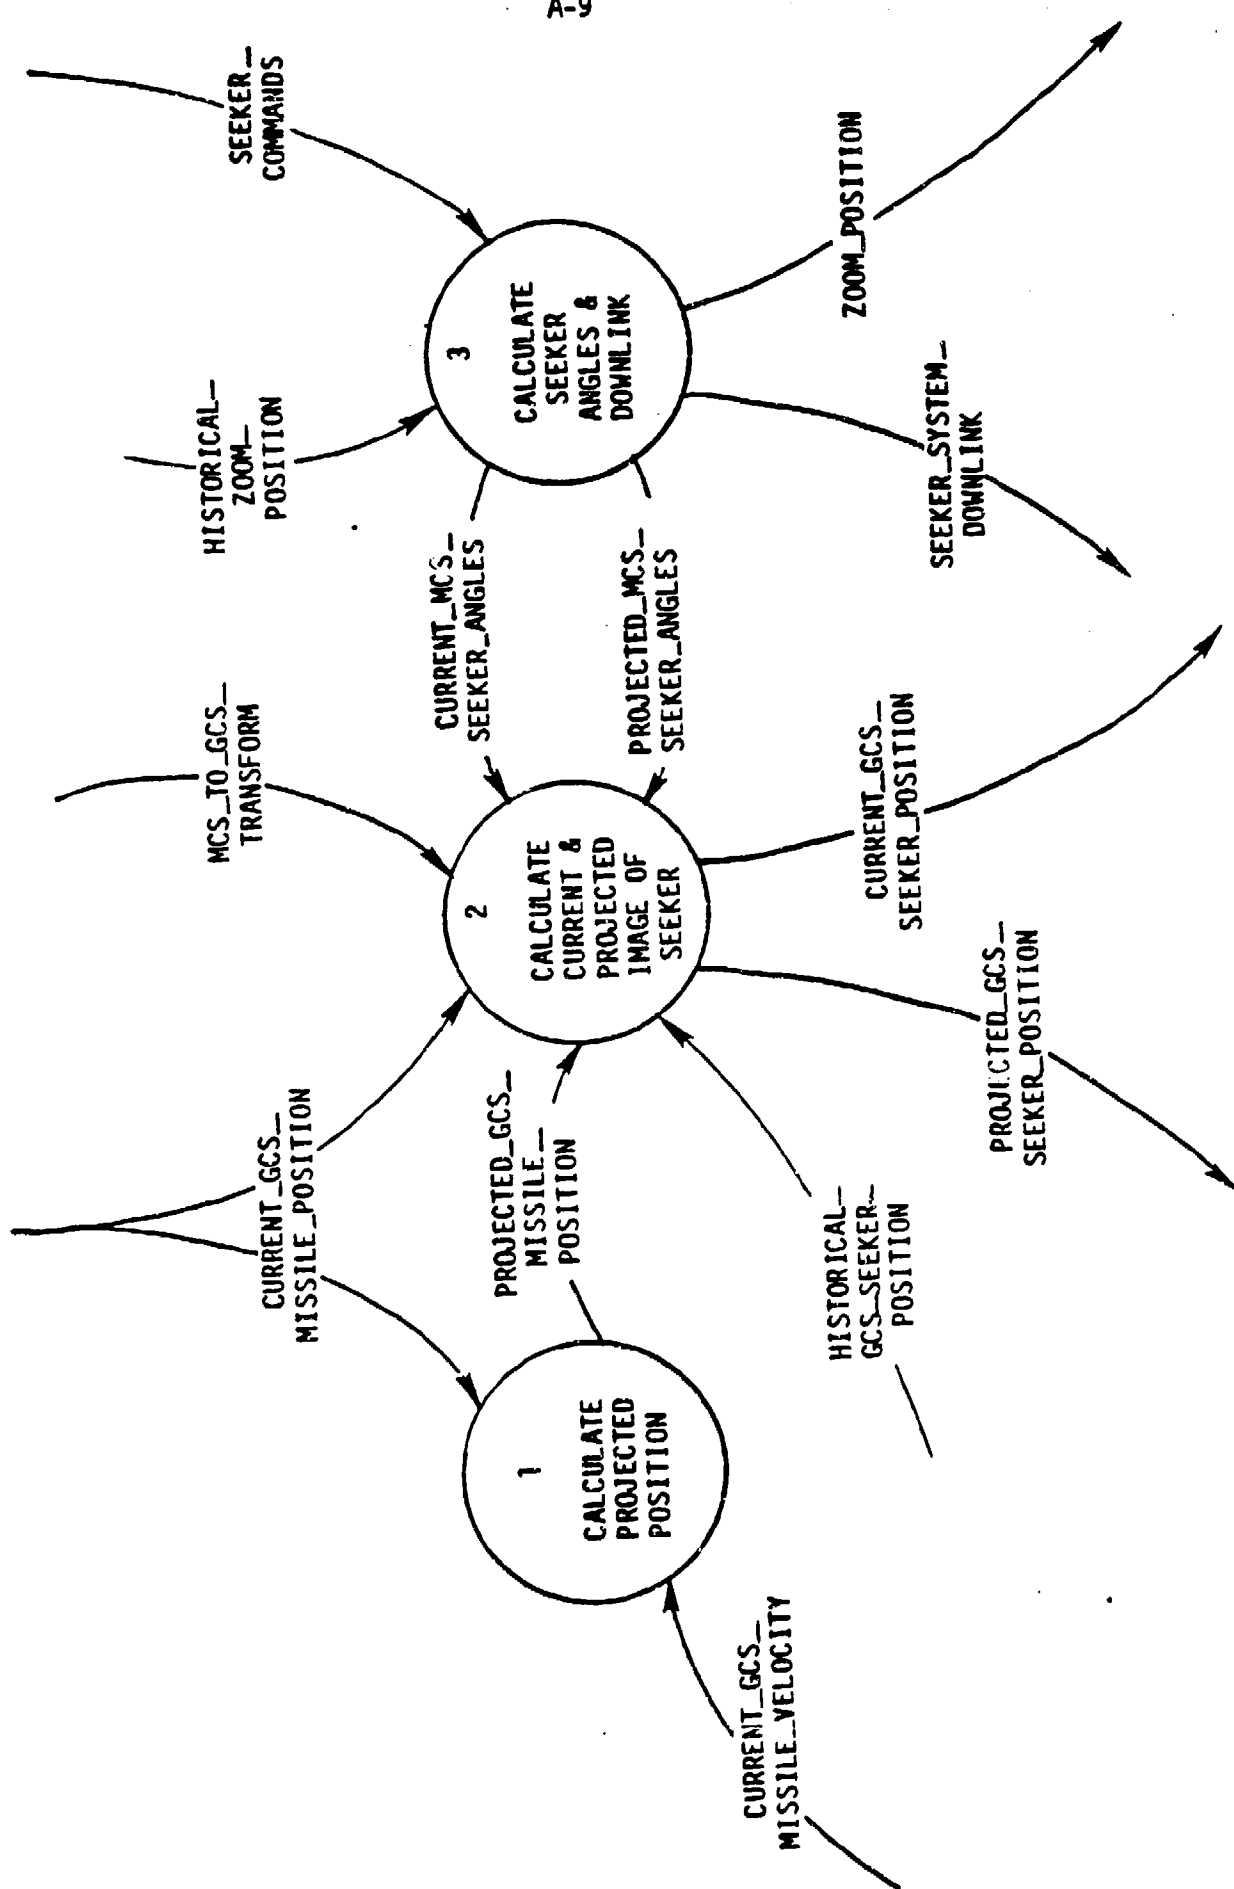 A-9
SEEKER_
COMMANDS
HISTORICAL_
ZOOM_
POSITION
3
CALCULATE
SEEKER
ANGLES &
DOWNLINK
ZOOM_POSITION
SEEKER_SYSTEM_
DOWNLINK
CURRENT_MCS_
SEEKER_ANGLES
PROJECTED_MCS_
SEEKER_ANGLES
MCS_TO_GCS_
TRANSFORM
2
CALCULATE
CURRENT &
PROJECTED
IMAGE OF
SEEKER
CURRENT_GCS_
SEEKER_POSITION
PROJECTED_GCS_
SEEKER_POSITION
CURRENT_GCS_
MISSILE_POSITION
PROJECTED_GCS_
MISSILE_
POSITION
HISTORICAL_
GCS_SEEKER_
POSITION
1
CALCULATE
PROJECTED
POSITION
CURRENT_GCS_
MISSILE_VELOCITY